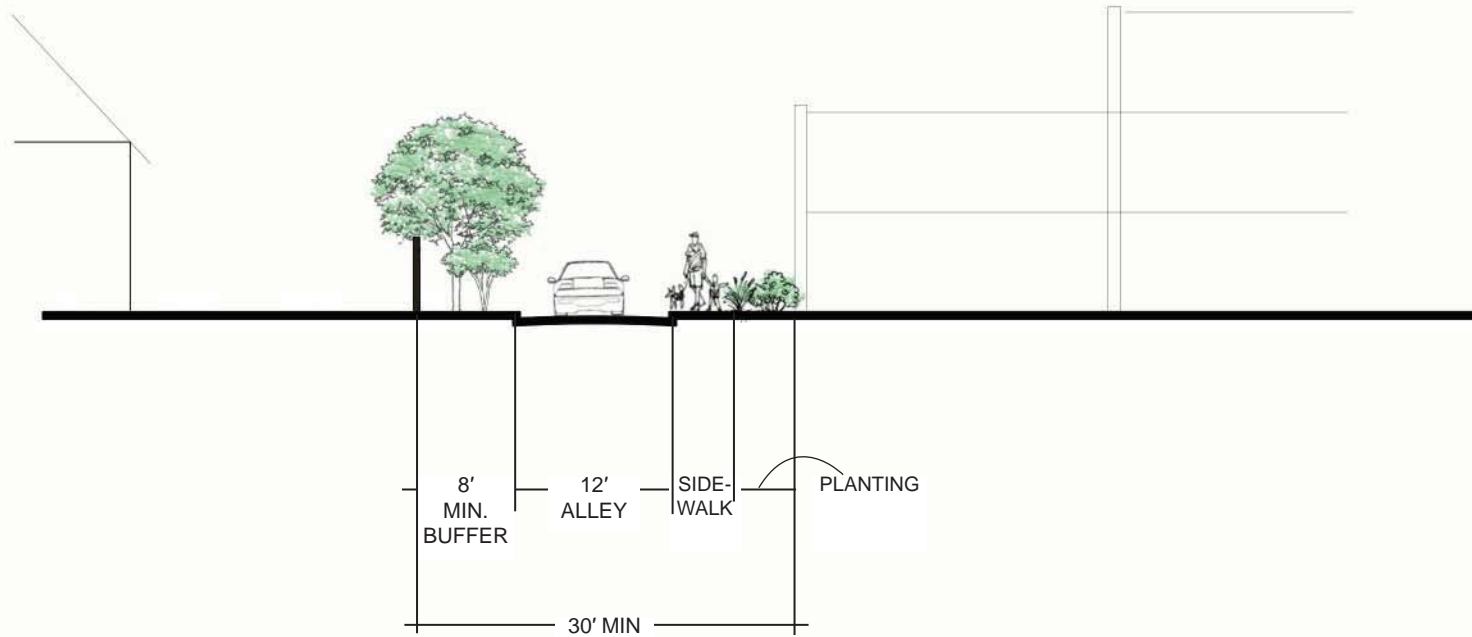 8′
MIN.
BUFFER
12′
ALLEY
SIDE-
WALK
PLANTING
30′ MIN